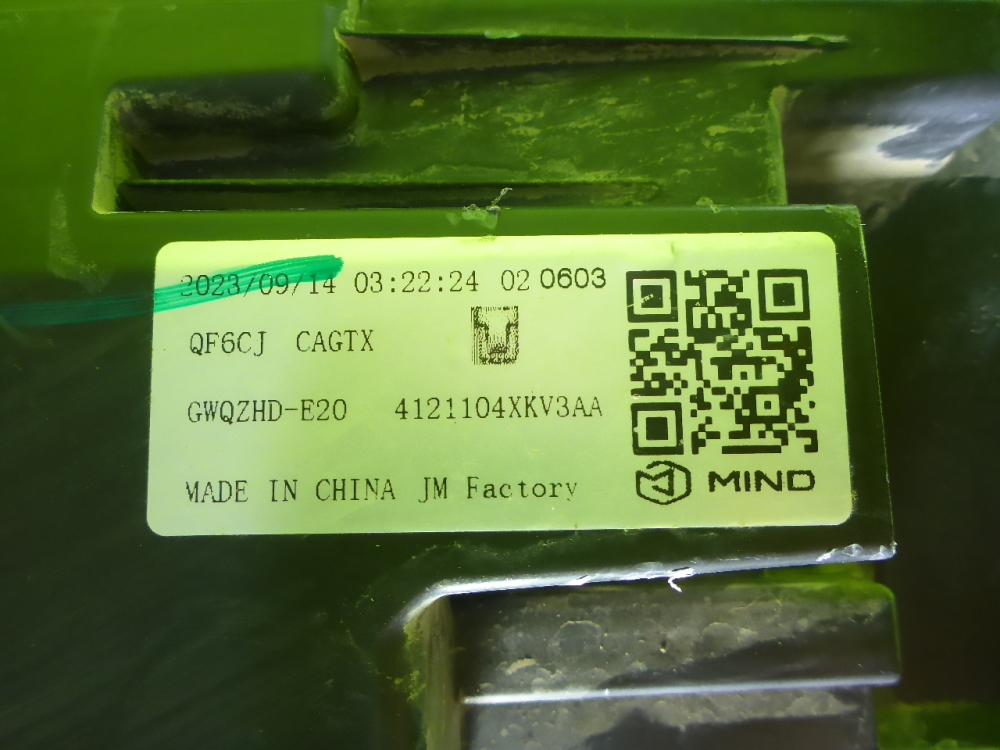 2023/09/14 03:22:24 02 0603
QF6CJ CAGTX
GWQZHD-E20 4121104XKV3AA
MADE IN CHINA JM Factory
MIND